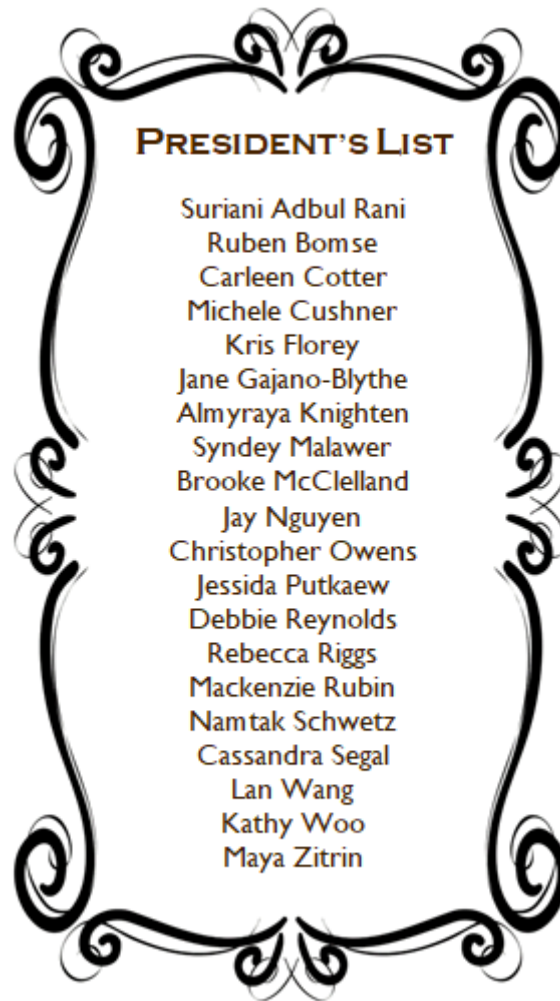 President's List
Suriani Adbul Rani
Ruben Bomse
Carleen Cotter
Michele Cushner
Kris Florey
Jane Gajano-Blythe
Almyraya Knighten
Syndey Malawer
Brooke McClelland
Jay Nguyen
Christopher Owens
Jessida Putkaew
Debbie Reynolds
Rebecca Riggs
Mackenzie Rubin
Namtak Schwetz
Cassandra Segal
Lan Wang
Kathy Woo
Maya Zitrin